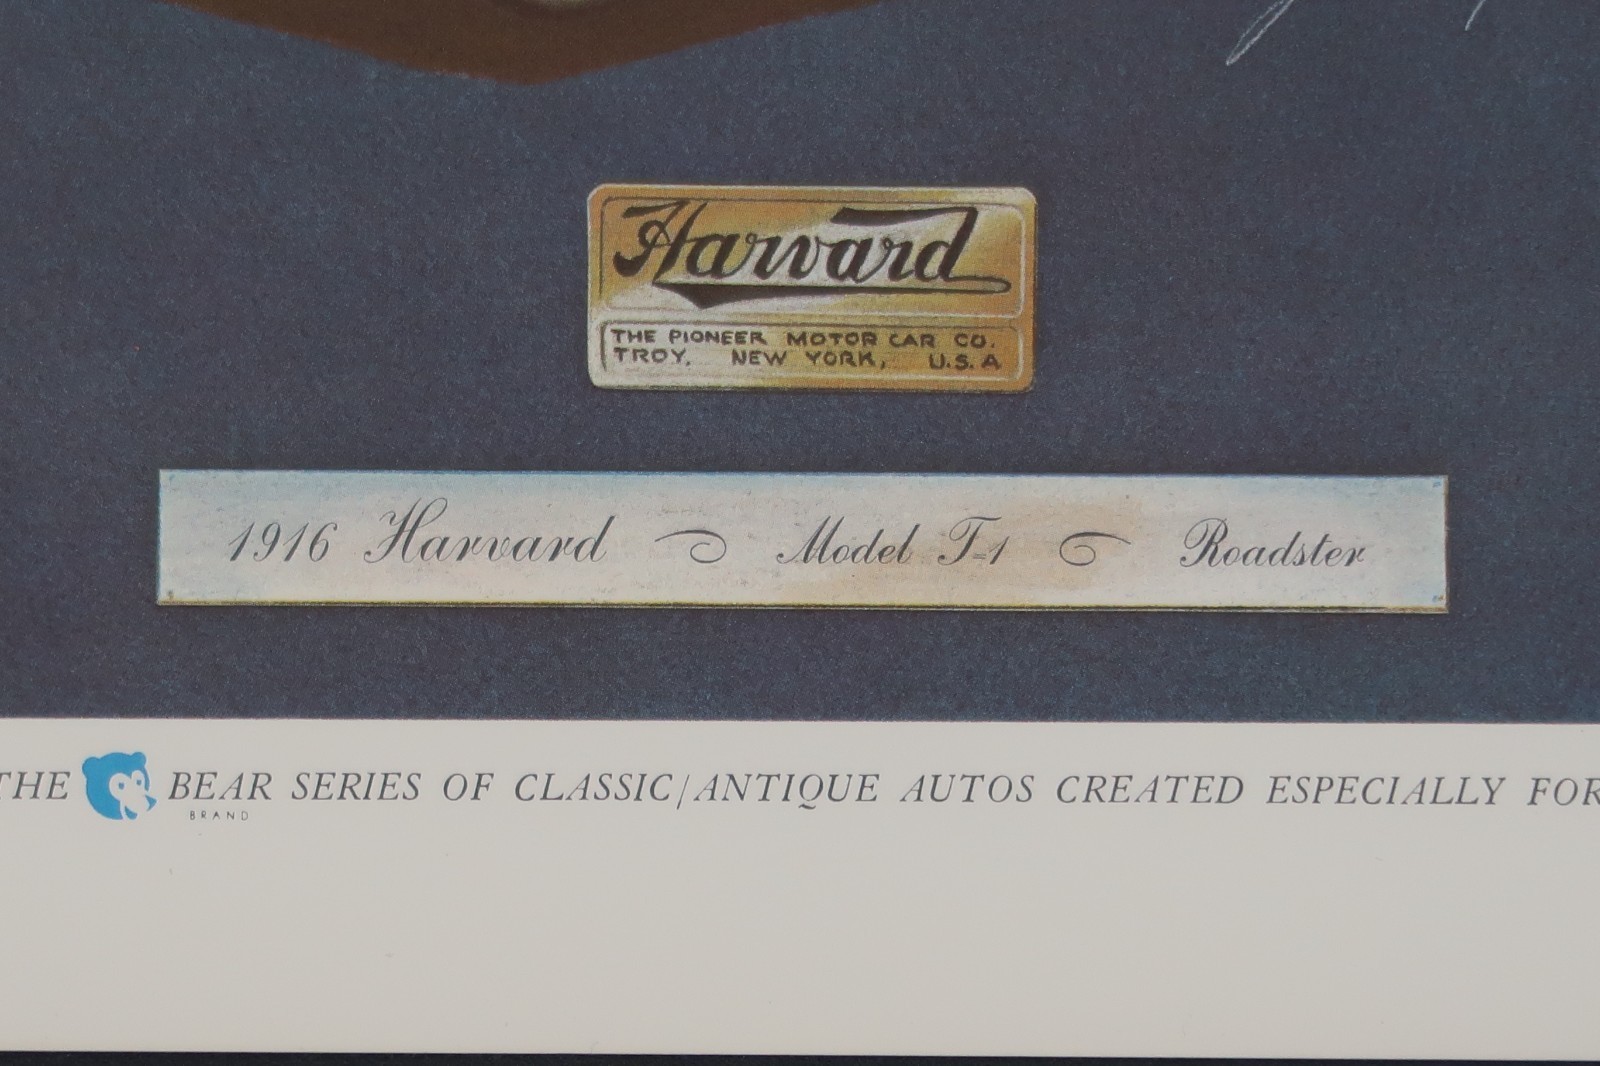 Harvard
THE PIONEER MOTOR CAR CO.
TROY, NEW YORK, U.S.A
1916 Harvard Model T-1 Roadster
THE BEAR SERIES OF CLASSIC/ANTIQUE AUTOS CREATED ESPECIALLY FOR
BRAND